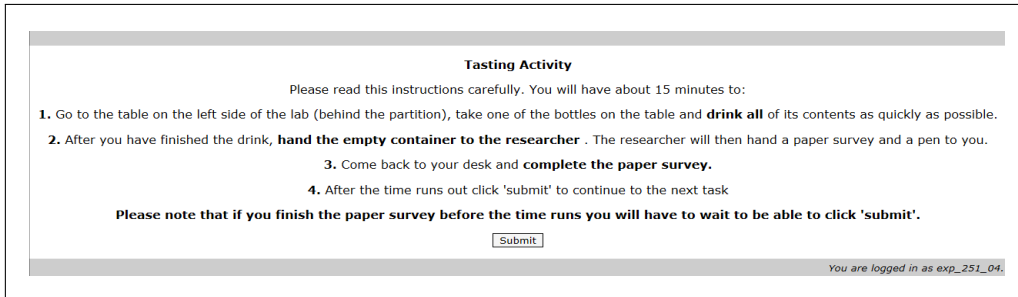 Tasting Activity
Please read this instructions carefully. You will have about 15 minutes to:
1. Go to the table on the left side of the lab (behind the partition), take one of the bottles on the table and drink all of its contents as quickly as possible.
2. After you have finished the drink, hand the empty container to the researcher . The researcher will then hand a paper survey and a pen to you.
3. Come back to your desk and complete the paper survey.
4. After the time runs out click 'submit' to continue to the next task
Please note that if you finish the paper survey before the time runs you will have to wait to be able to click 'submit'.
Submit
You are logged in as exp_251_04.